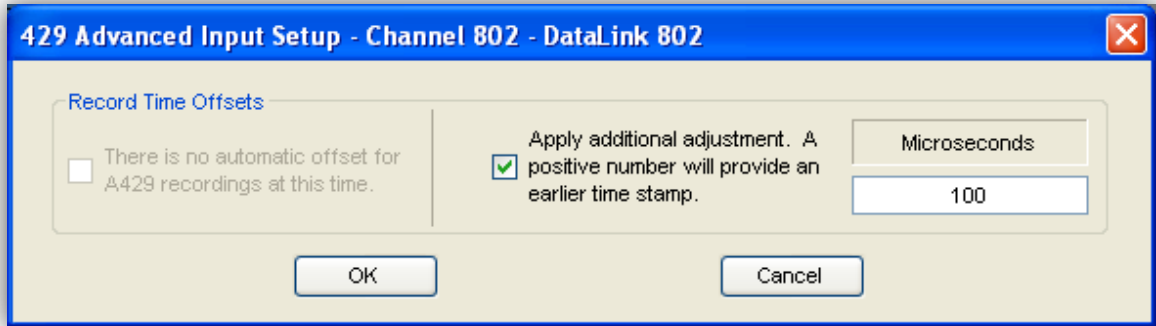 429 Advanced Input Setup - Channel 802 - DataLink 802
Record Time Offsets
There is no automatic offset for
A429 recordings at this time.
Apply additional adjustment. A
positive number will provide an
earlier time stamp.
Microseconds
100
OK
Cancel